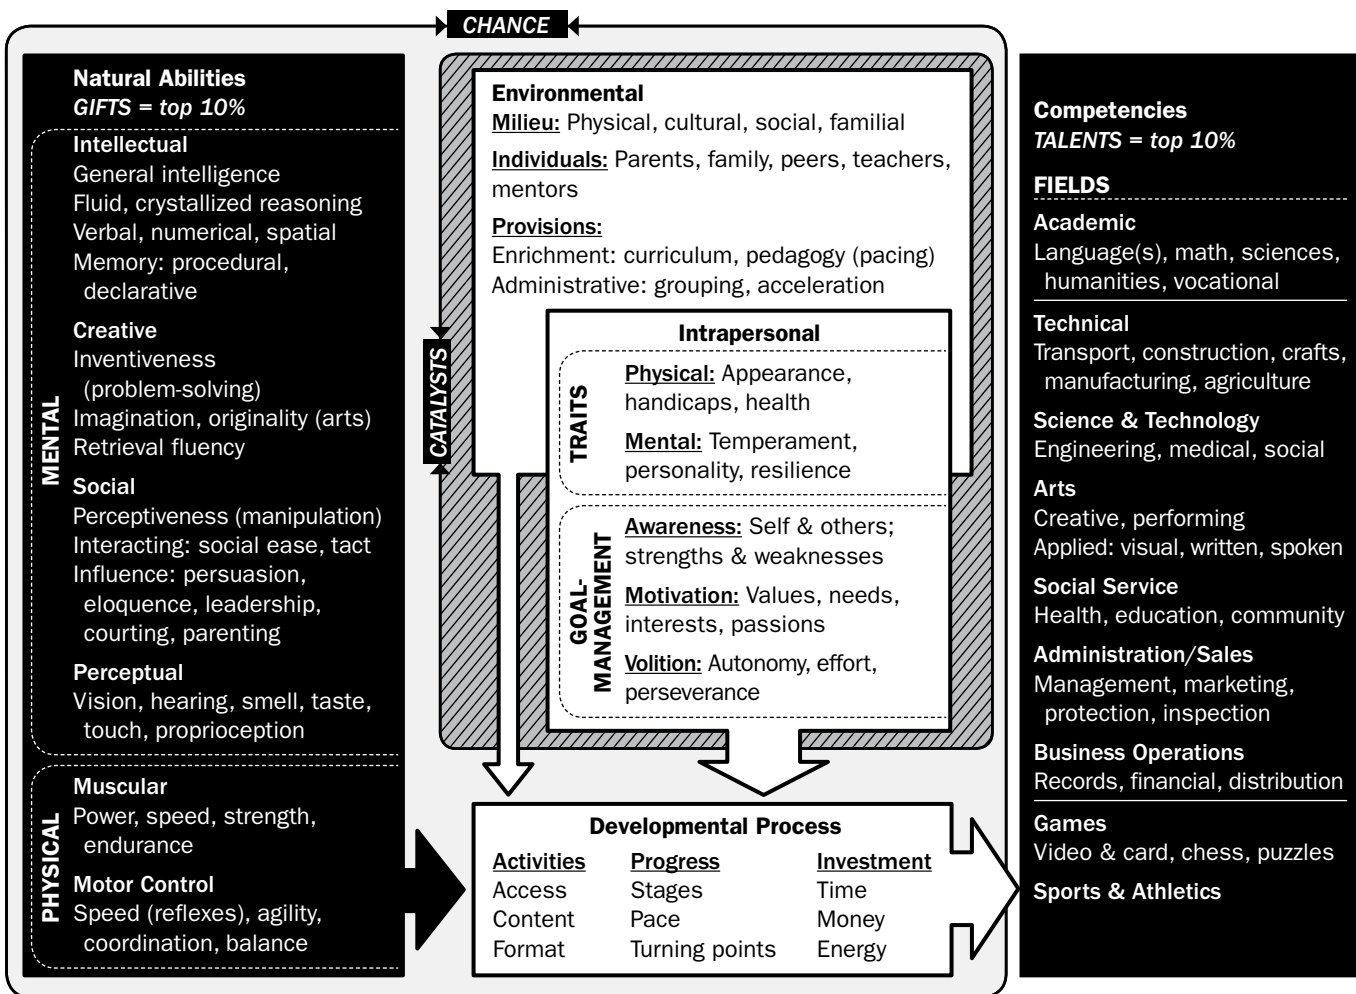 CHANCE
Natural Abilities
GIFTS = top 10%
MENTAL
Intellectual
General intelligence
Fluid, crystallized reasoning
Verbal, numerical, spatial
Memory: procedural,
declarative
Creative
Inventiveness
(problem-solving)
Imagination, originality (arts)
Retrieval fluency
Social
Perceptiveness (manipulation)
Interacting: social ease, tact
Influence: persuasion,
eloquence, leadership,
courting, parenting
Perceptual
Vision, hearing, smell, taste,
touch, proprioception
PHYSICAL
Muscular
Power, speed, strength,
endurance
Motor Control
Speed (reflexes), agility,
coordination, balance
CATALYSTS
Environmental
Milieu: Physical, cultural, social, familial
Individuals: Parents, family, peers, teachers,
mentors
Provisions:
Enrichment: curriculum, pedagogy (pacing)
Administrative: grouping, acceleration
Intrapersonal
TRAITS
Physical: Appearance,
handicaps, health
Mental: Temperament,
personality, resilience
GOAL-
MANAGEMENT
Awareness: Self & others;
strengths & weaknesses
Motivation: Values, needs,
interests, passions
Volition: Autonomy, effort,
perseverance
Developmental Process
Activities Progress Investment
Access Stages Time
Content Pace Money
Format Turning points Energy
Competencies
TALENTS = top 10%
FIELDS
Academic
Language(s), math, sciences,
humanities, vocational
Technical
Transport, construction, crafts,
manufacturing, agriculture
Science & Technology
Engineering, medical, social
Arts
Creative, performing
Applied: visual, written, spoken
Social Service
Health, education, community
Administration/Sales
Management, marketing,
protection, inspection
Business Operations
Records, financial, distribution
Games
Video & card, chess, puzzles
Sports & Athletics